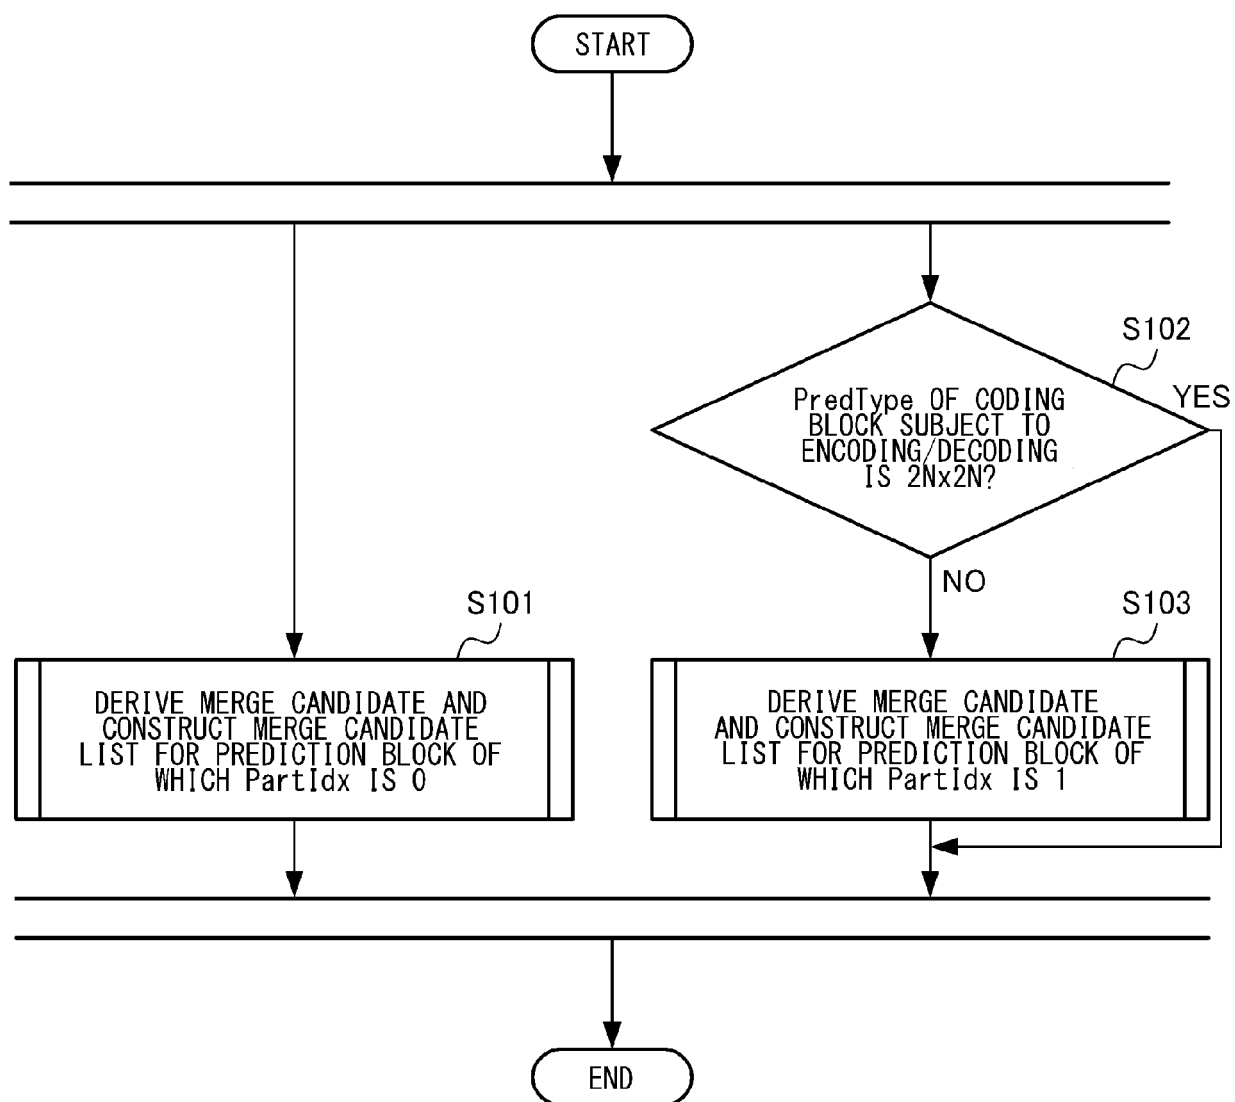 START
S102
YES
PredType OF CODING
BLOCK SUBJECT TO
ENCODING/DECODING
IS 2Nx2N?
NO
S101
DERIVE MERGE CANDIDATE AND
CONSTRUCT MERGE CANDIDATE
LIST FOR PREDICTION BLOCK OF
WHICH PartIdx IS 0
S103
DERIVE MERGE CANDIDATE
AND CONSTRUCT MERGE CANDIDATE
LIST FOR PREDICTION BLOCK OF
WHICH PartIdx IS 1
END